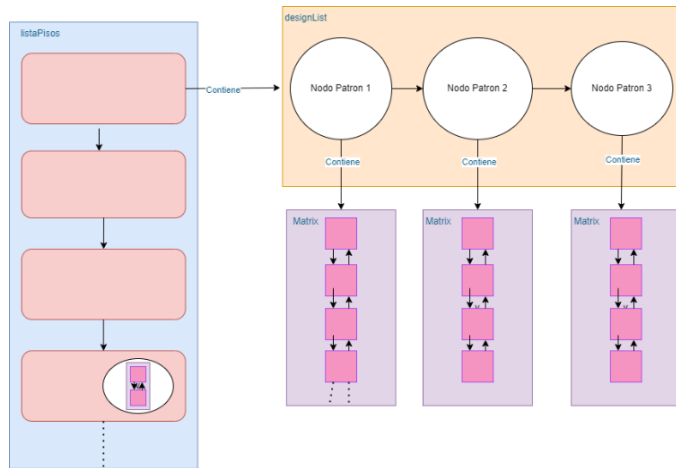 listaPisos
designList
Contiene
Nodo Patron 1
Nodo Patron 2
Nodo Patron 3
Contiene
Contiene
Contiene
Matrix
Matrix
Matrix